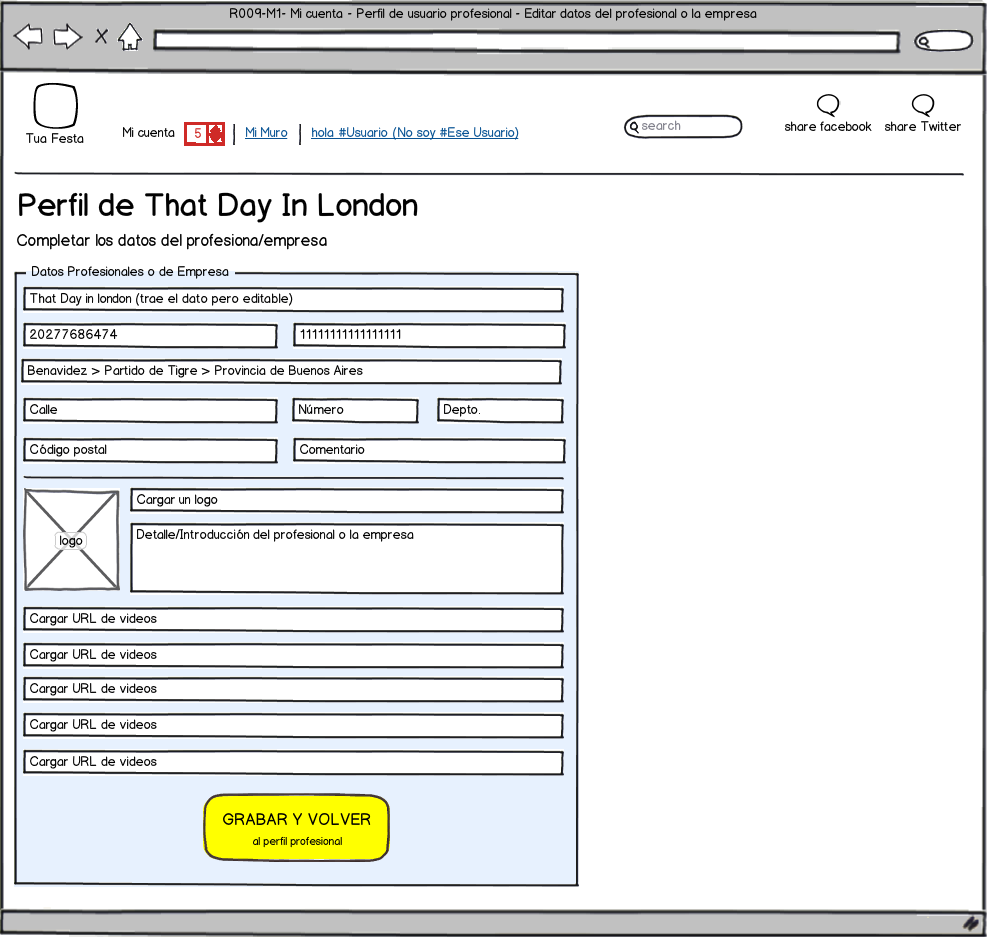 R009-M1- Mi cuenta - Perfil de usuario profesional - Editar datos del profesional o la empresa
Tua Festa
Mi cuenta 5 | Mi Muro | hola #Usuario (No soy #Ese Usuario)
search
share facebook
share Twitter
Perfil de That Day In London
Completar los datos del profesiona/empresa
Datos Profesionales o de Empresa
That Day in london (trae el dato pero editable)
20277686474
11111111111111111
Benavidez > Partido de Tigre > Provincia de Buenos Aires
Calle
Número
Depto.
Código postal
Comentario
logo
Cargar un logo
Detalle/Introducción del profesional o la empresa
Cargar URL de videos
Cargar URL de videos
Cargar URL de videos
Cargar URL de videos
Cargar URL de videos
GRABAR Y VOLVER
al perfil profesional